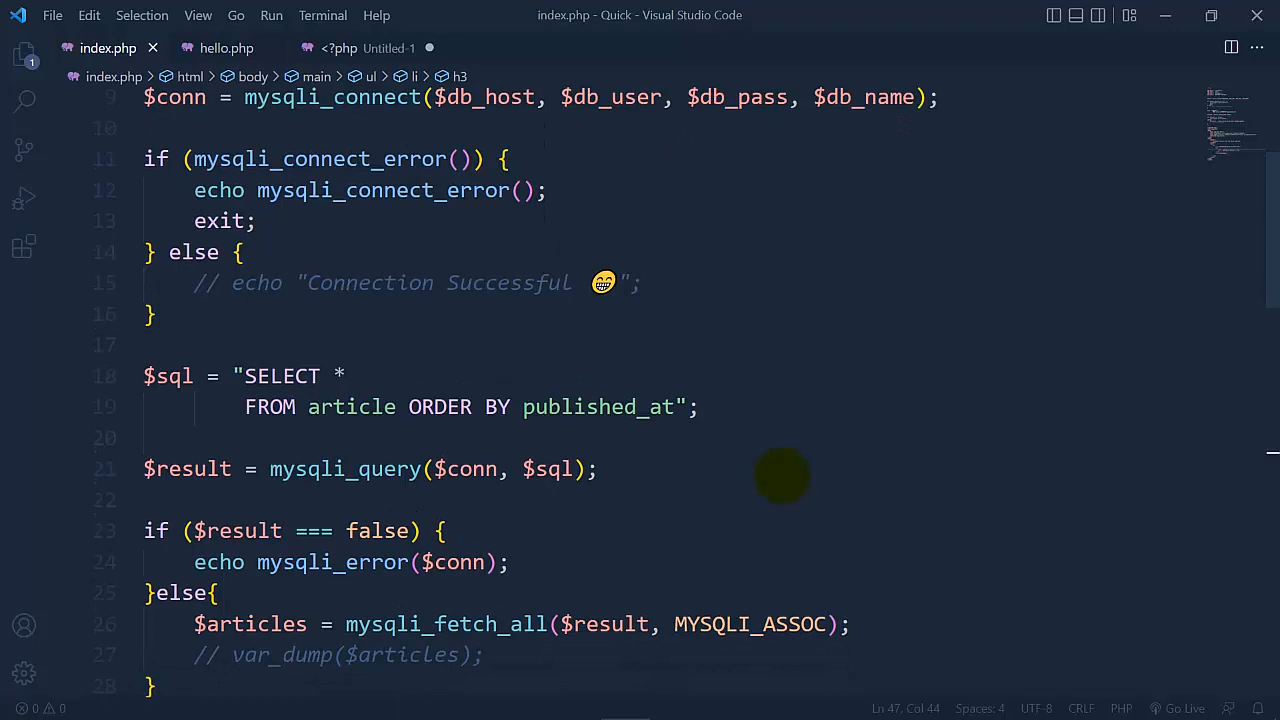 File Edit Selection View Go Run Terminal Help index.php - Quick - Visual Studio Code
index.php hello.php <?php Untitled-1
1 index.php > html > body > main > ul > li > h3
9 $conn = mysqli_connect($db_host, $db_user, $db_pass, $db_name);
10
11 if (mysqli_connect_error()) {
12 echo mysqli_connect_error();
13 exit;
14 } else {
15 // echo "Connection Successful 😁";
16 }
17
18 $sql = "SELECT *
19 FROM article ORDER BY published_at";
20
21 $result = mysqli_query($conn, $sql);
22
23 if ($result === false) {
24 echo mysqli_error($conn);
25 }else{
26 $articles = mysqli_fetch_all($result, MYSQLI_ASSOC);
27 // var_dump($articles);
28 }
0 0 Ln 47, Col 44 Spaces: 4 UTF-8 CRLF PHP Go Live